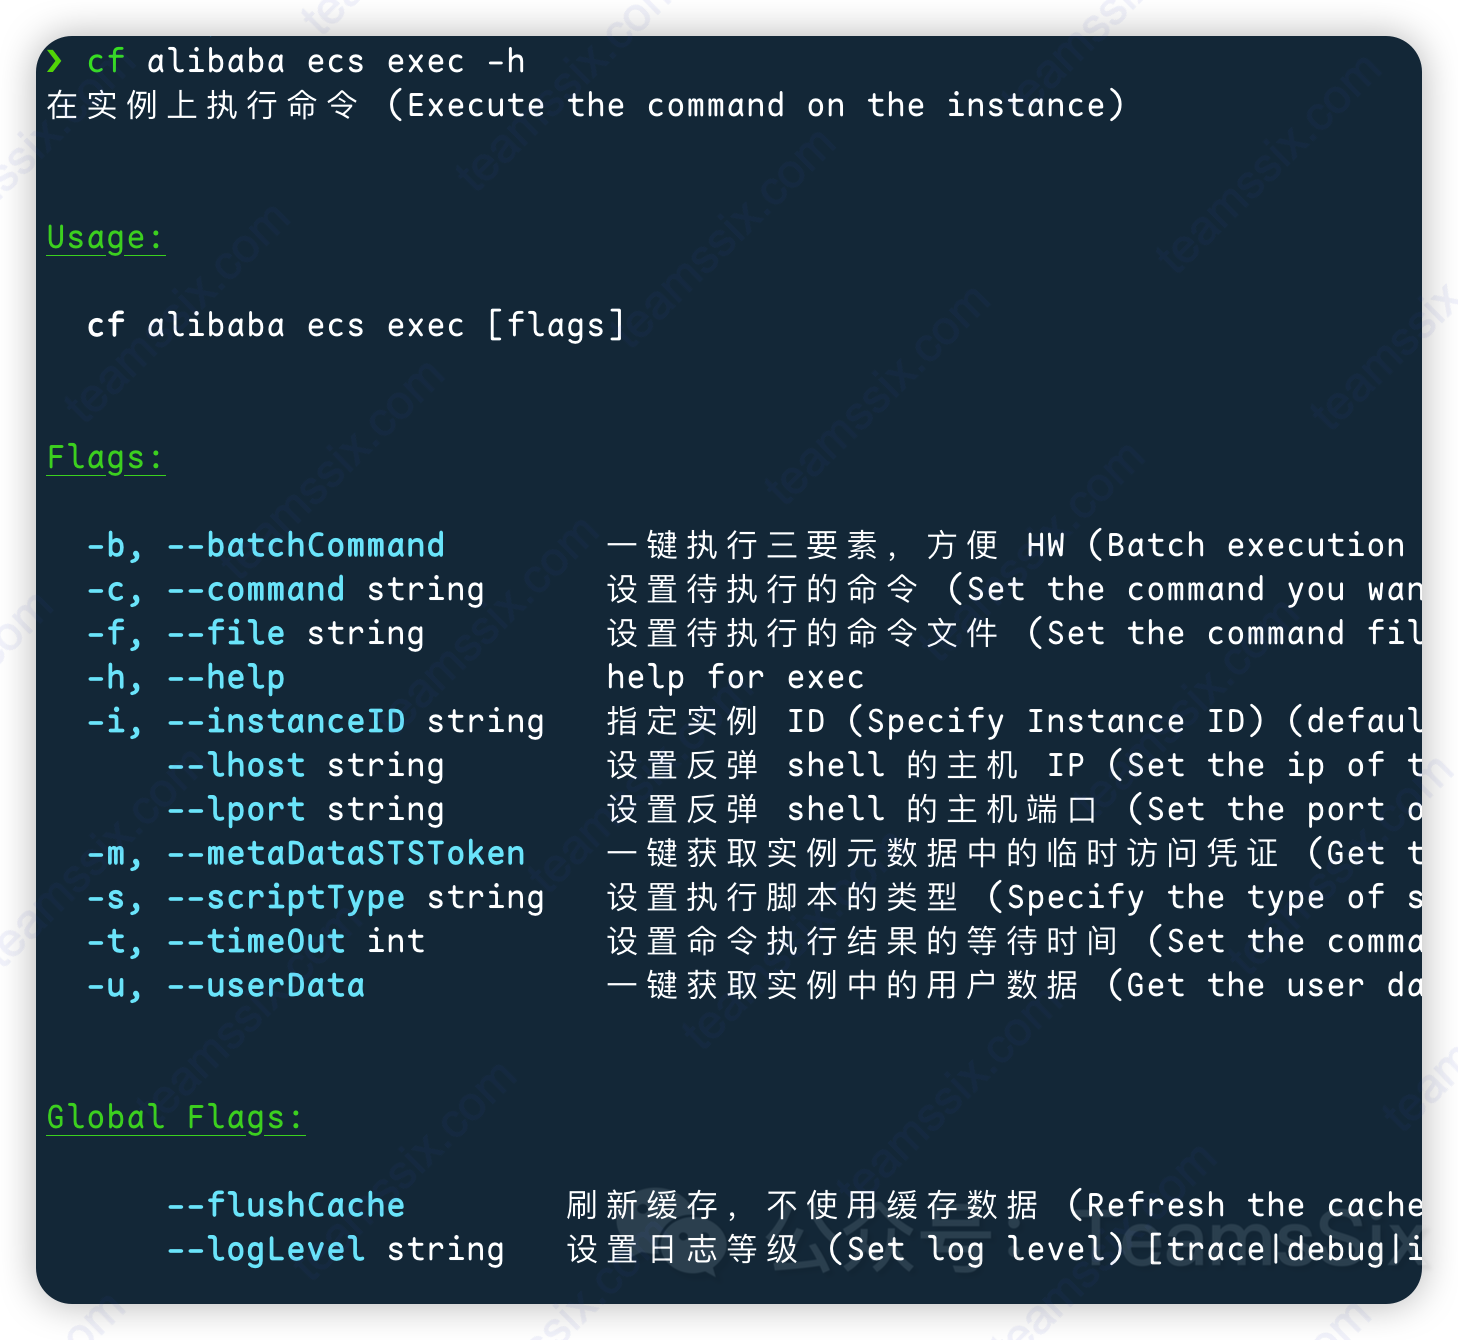 ❯ cf alibaba ecs exec -h
在实例上执行命令 (Execute the command on the instance)
Usage:
cf alibaba ecs exec [flags]
Flags:
-b, --batchCommand 一键执行三要素, 方便 HW (Batch execution
-c, --command string 设置待执行的命令 (Set the command you wan
-f, --file string 设置待执行的命令文件 (Set the command fil
-h, --help help for exec
-i, --instanceID string 指定实例 ID (Specify Instance ID) (defaul
--lhost string 设置反弹 shell 的主机 IP (Set the ip of t
--lport string 设置反弹 shell 的主机端口 (Set the port o
-m, --metaDataSTSToken 一键获取实例元数据中的临时访问凭证 (Get t
-s, --scriptType string 设置执行脚本的类型 (Specify the type of s
-t, --timeOut int 设置命令执行结果的等待时间 (Set the comma
-u, --userData 一键获取实例中的用户数据 (Get the user da
Global Flags:
--flushCache 刷新缓存, 不使用缓存数据 (Refresh the cache
--logLevel string 设置日志等级 (Set log level) [trace|debug|i
公众号: TeamsSix
teamssix.com